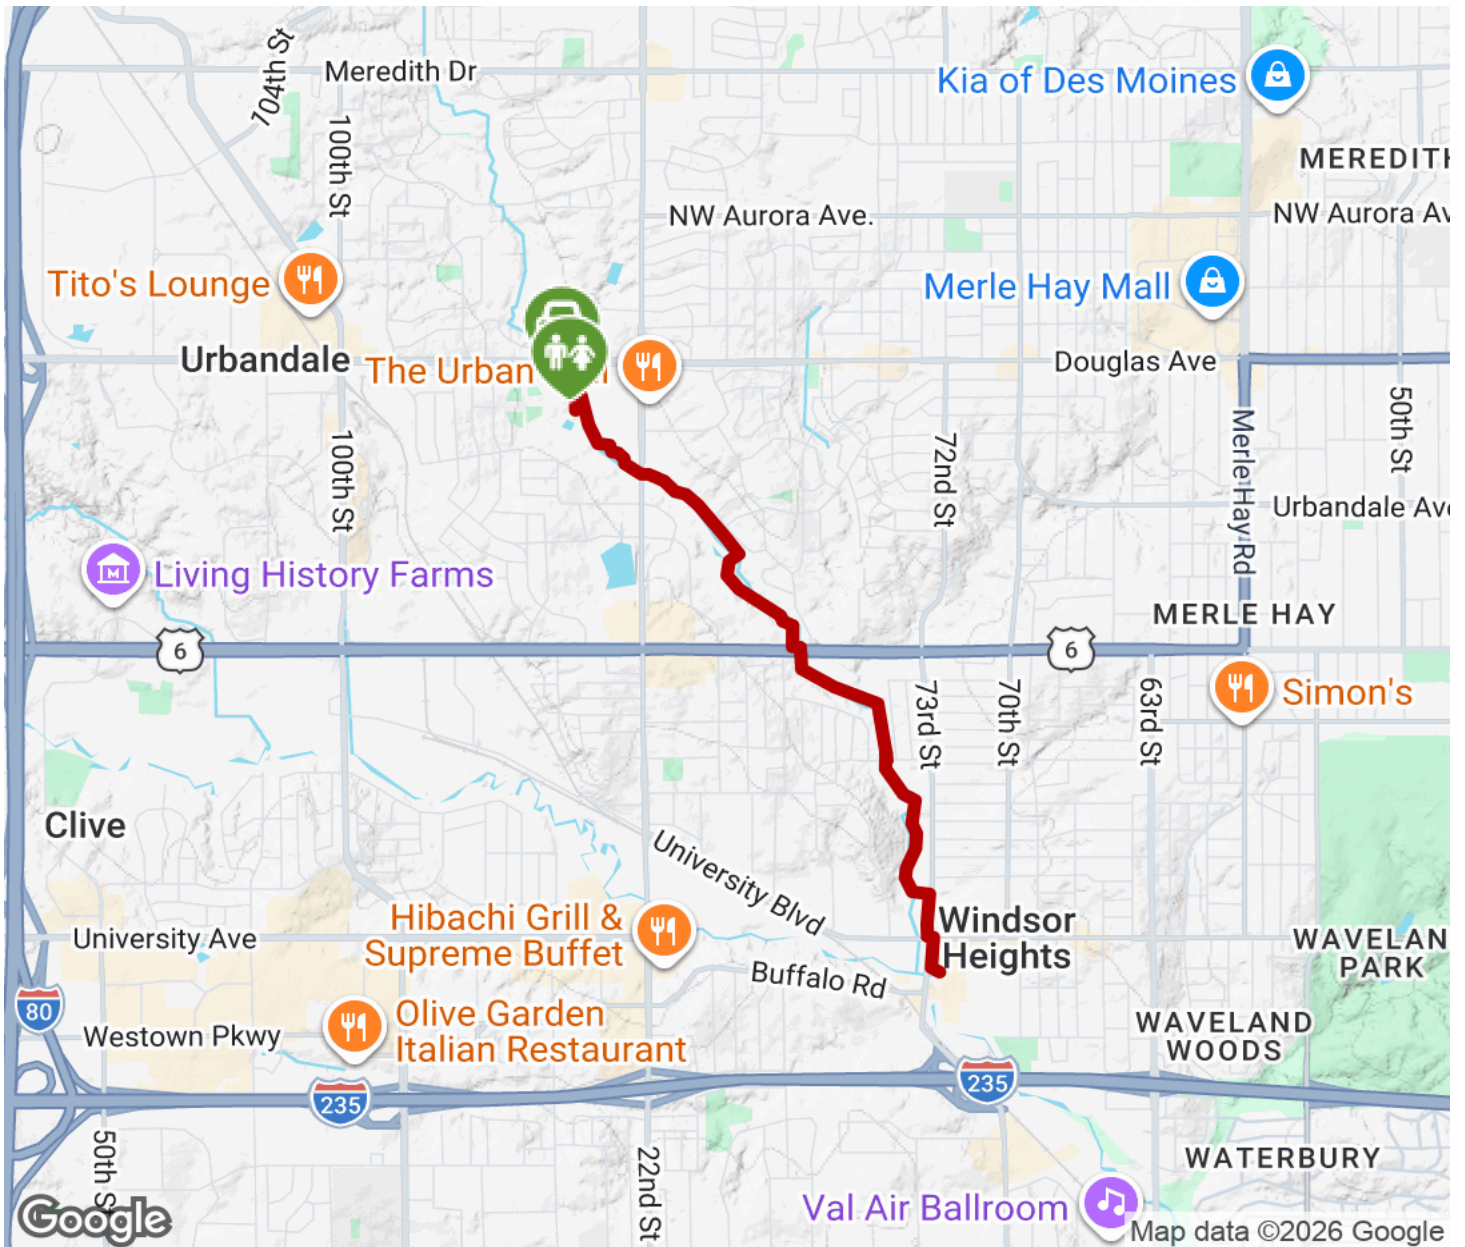 Meredith Dr
704th St
100th St
Kia of Des Moines
MEREDITH
NW Aurora Ave.
NW Aurora Av
Tito's Lounge
Merle Hay Mall
Urbandale
The Urban
Douglas Ave
50th St
Merle Hay Rd
72nd St
100th St
Urbandale Ave
Living History Farms
MERLE HAY
6
6
Simon's
73rd St
70th St
63rd St
Clive
University Blvd
Hibachi Grill &
Supreme Buffet
Windsor
Heights
University Ave
WAVELAN
PARK
Buffalo Rd
80
Olive Garden
Italian Restaurant
Westown Pkwy
WAVELAND
WOODS
235
235
50th St
22nd St
WATERBURY
Val Air Ballroom
Google
Map data ©2026 Google